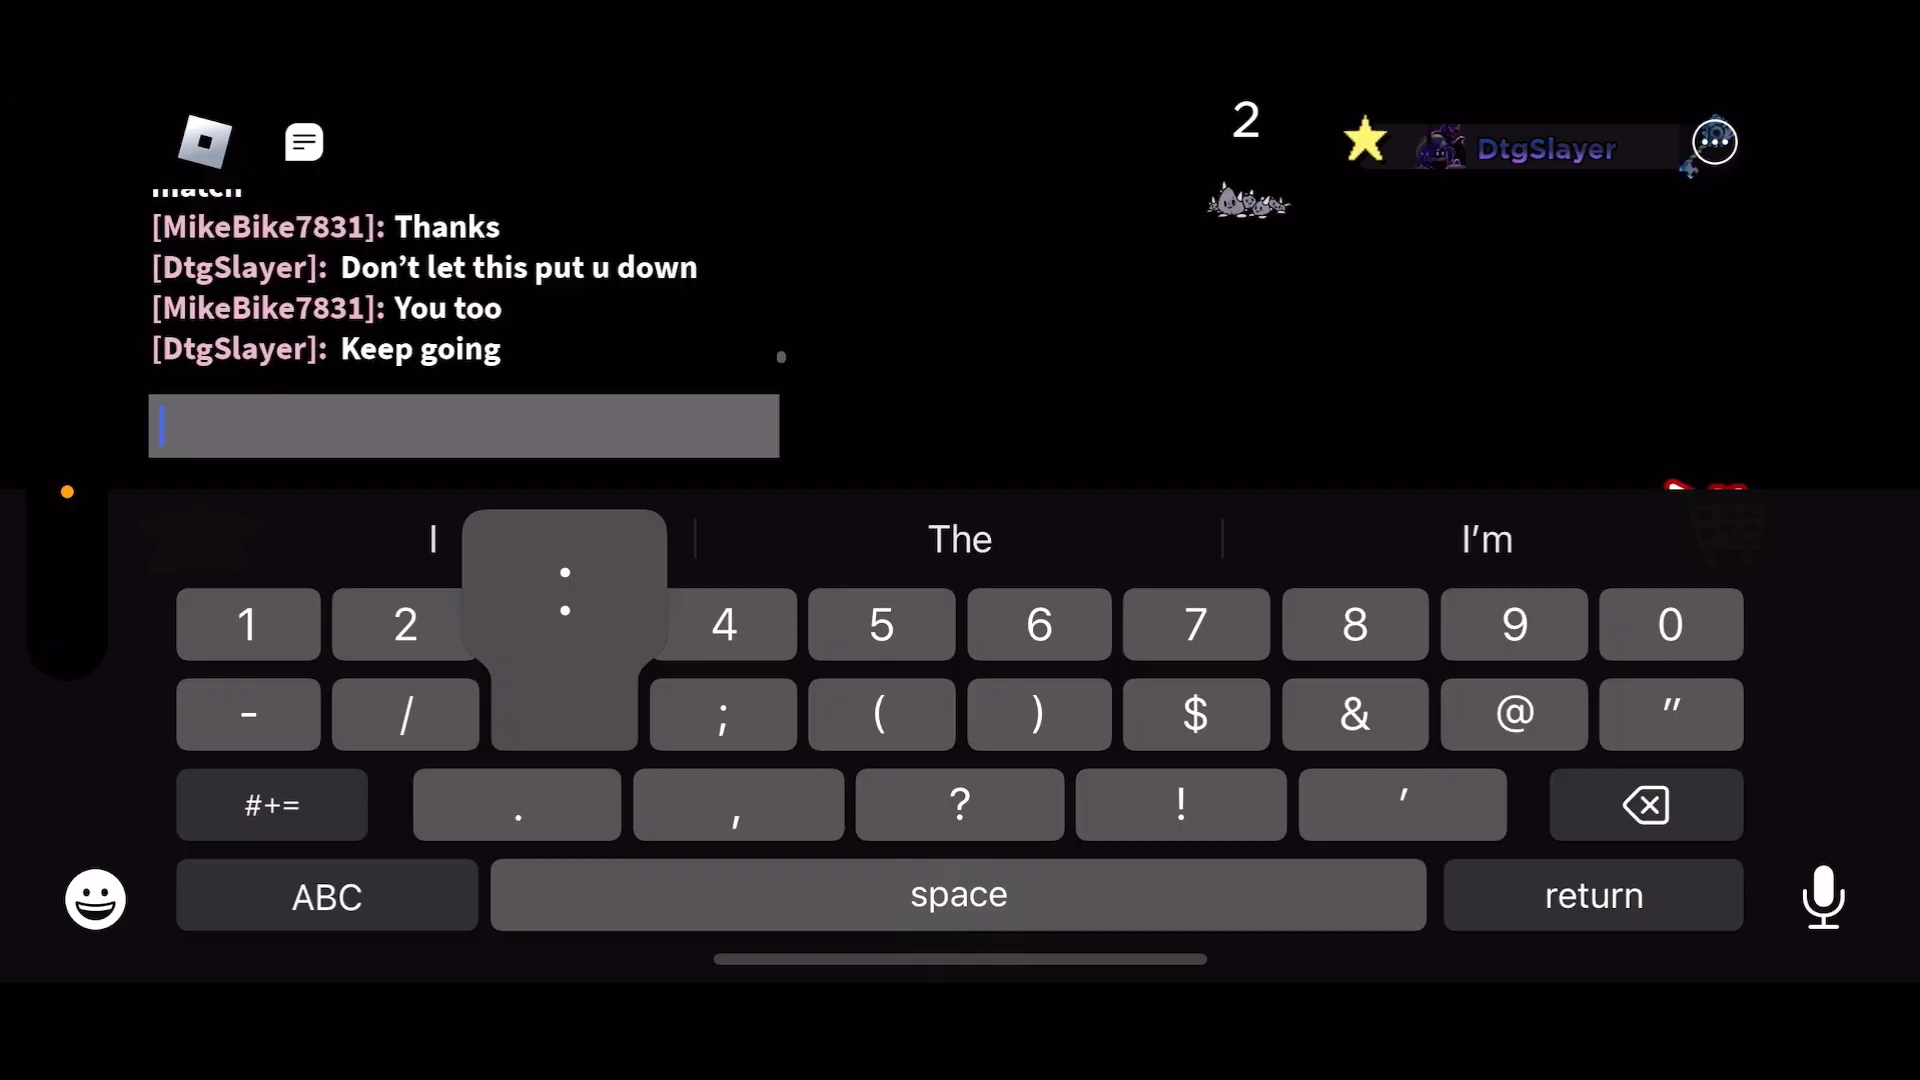 2
DtgSlayer
match
[MikeBike7831]: Thanks
[DtgSlayer]: Don’t let this put u down
[MikeBike7831]: You too
[DtgSlayer]: Keep going
I The I’m
:
1 2 4 5 6 7 8 9 0
- / ; ( ) $ & @ "
#+= . , ? ! '
ABC space return